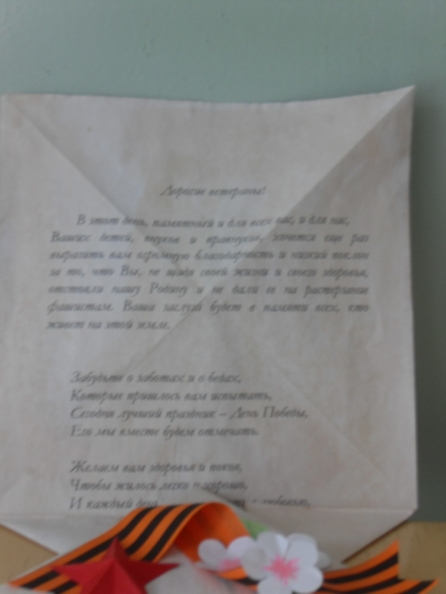 Дорогие ветераны!
В этот день, памятный и для всех вас, и для нас,
Ваших детей, внуков и правнуков, хочется еще раз
выразить вам огромную благодарность и низкий поклон
за то, что Вы, не щадя своей жизни и своего здоровья,
отстояли нашу Родину и не дали ее на растерзание
фашистам. Ваша заслуга будет в памяти всех, кто
живет на этой земле.
Забудьте о заботах и о бедах,
Которые пришлось вам испытать,
Сегодня лучший праздник – День Победы,
Его мы вместе будем отмечать.
Желаем вам здоровья и покоя,
Чтобы жилось легко и хорошо,
И каждый день